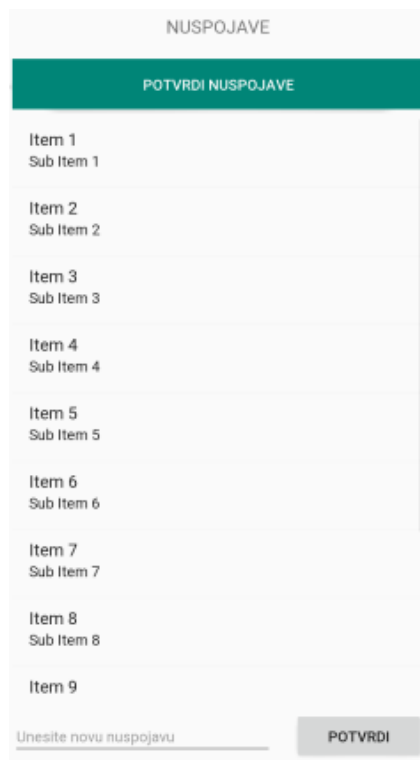 NUSPOJAVE
POTVRDI NUSPOJAVE
Item 1
Sub Item 1
Item 2
Sub Item 2
Item 3
Sub Item 3
Item 4
Sub Item 4
Item 5
Sub Item 5
Item 6
Sub Item 6
Item 7
Sub Item 7
Item 8
Sub Item 8
Item 9
Unesite novu nuspojavu POTVRDI